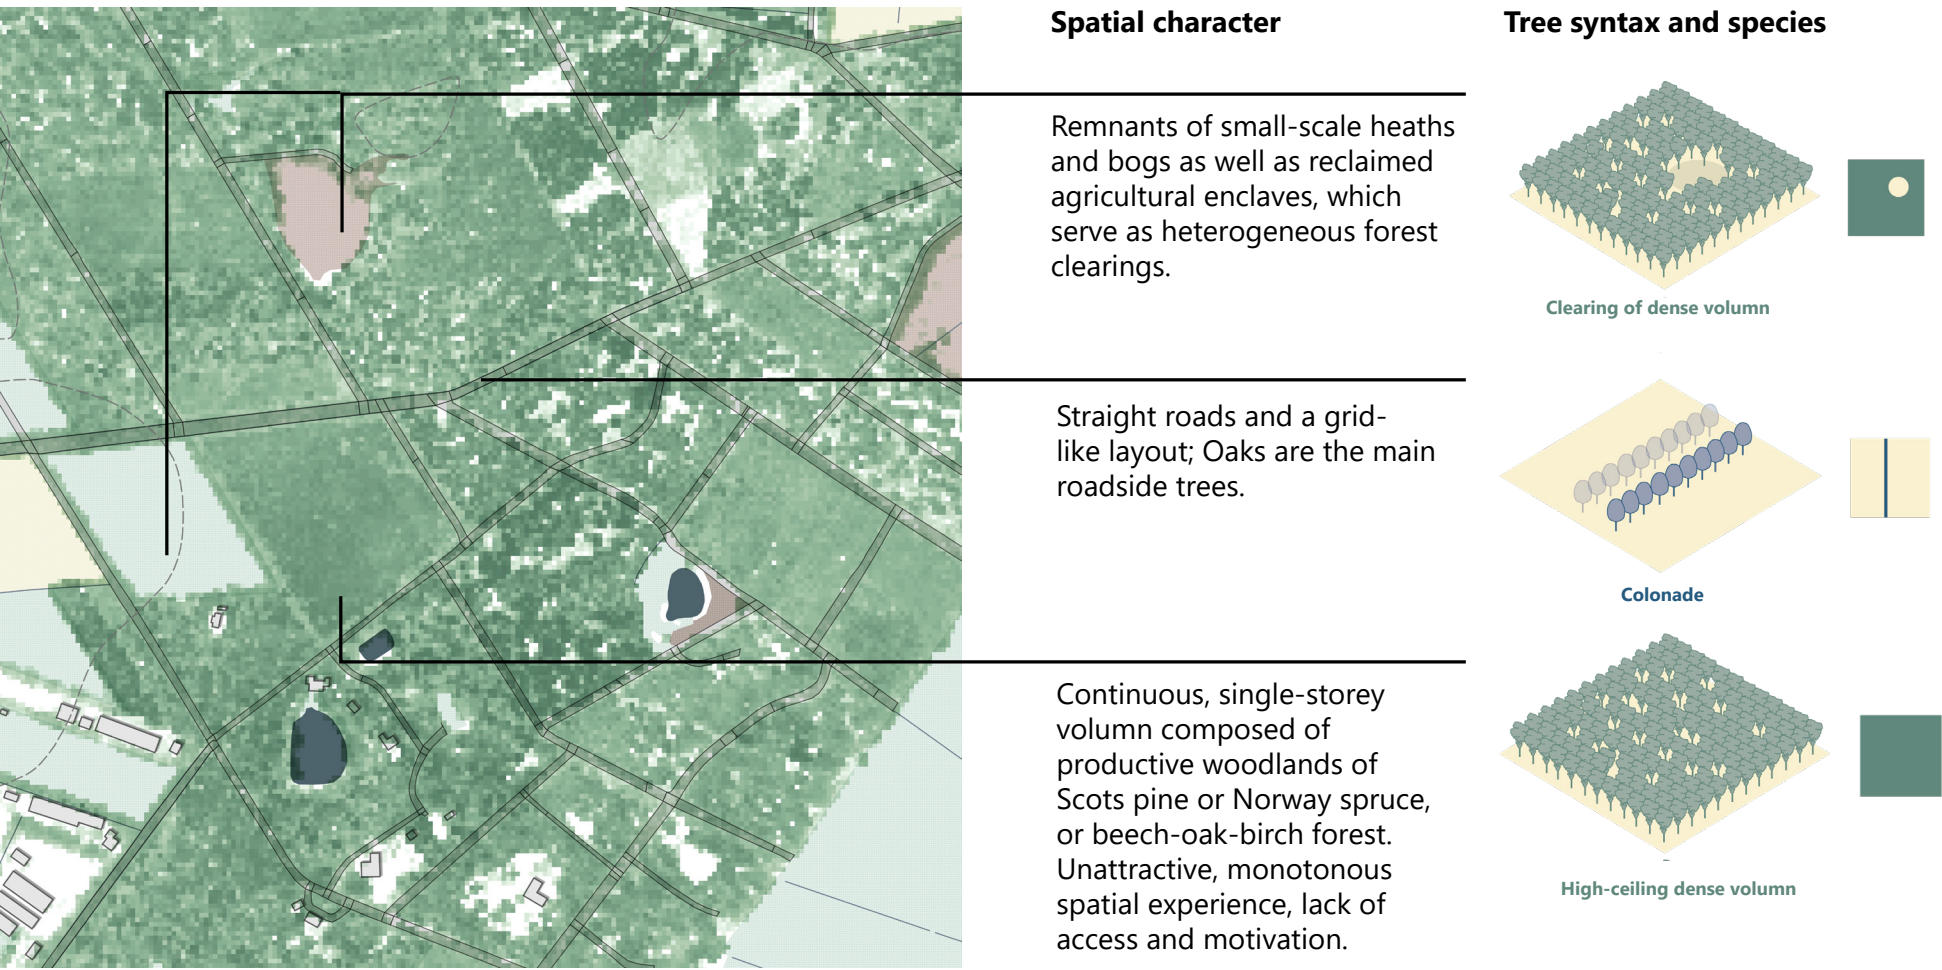 Spatial character
Tree syntax and species
Remnants of small-scale heaths
and bogs as well as reclaimed
agricultural enclaves, which
serve as heterogeneous forest
clearings.
Clearing of dense volumn
Straight roads and a grid-
like layout; Oaks are the main
roadside trees.
Colonade
Continuous, single-storey
volumn composed of
productive woodlands of
Scots pine or Norway spruce,
or beech-oak-birch forest.
Unattractive, monotonous
spatial experience, lack of
access and motivation.
High-ceiling dense volumn